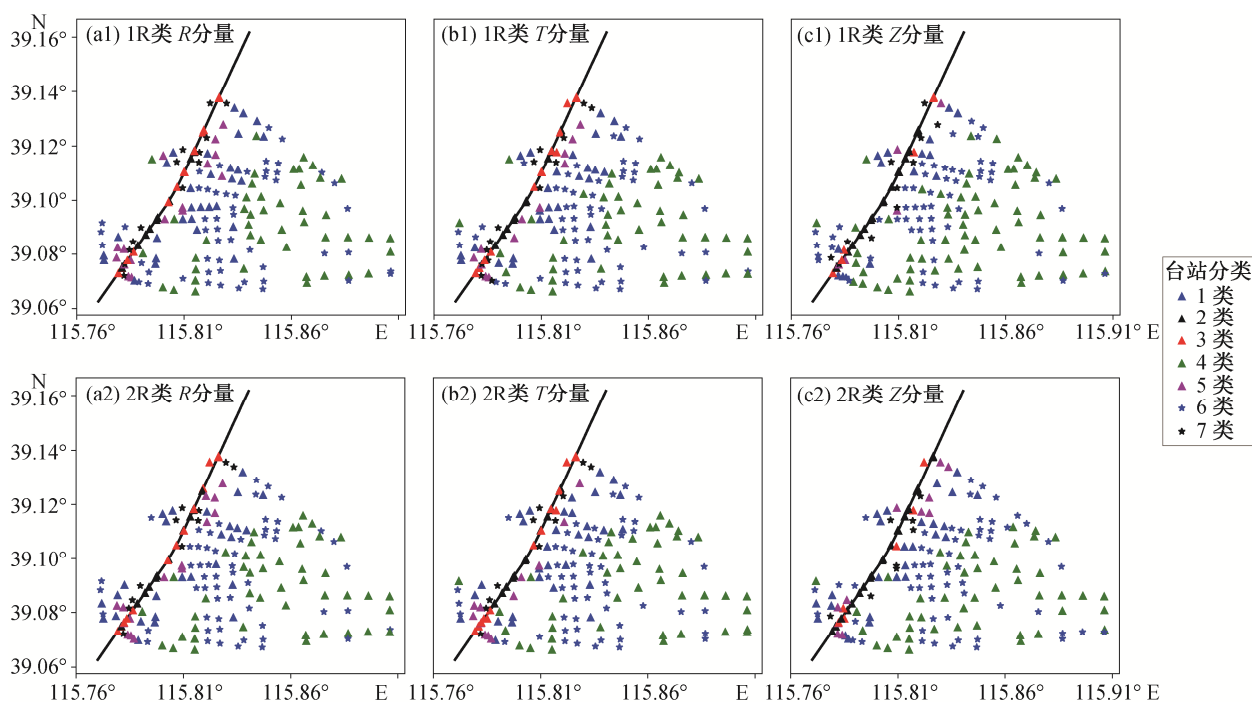 N
(a1) 1R类 R分量
(b1) 1R类 T分量
(c1) 1R类 Z分量
39.16°
39.14°
39.12°
39.10°
39.08°
39.06°
115.76° 115.81° 115.86° E
115.76° 115.81° 115.86° E
115.76° 115.81° 115.86° 115.91° E
台站分类
1 类
2 类
3 类
4 类
5 类
6 类
7 类
N
(a2) 2R类 R分量
(b2) 2R类 T分量
(c2) 2R类 Z分量
39.16°
39.14°
39.12°
39.10°
39.08°
39.06°
115.76° 115.81° 115.86° E
115.76° 115.81° 115.86° E
115.76° 115.81° 115.86° 115.91° E